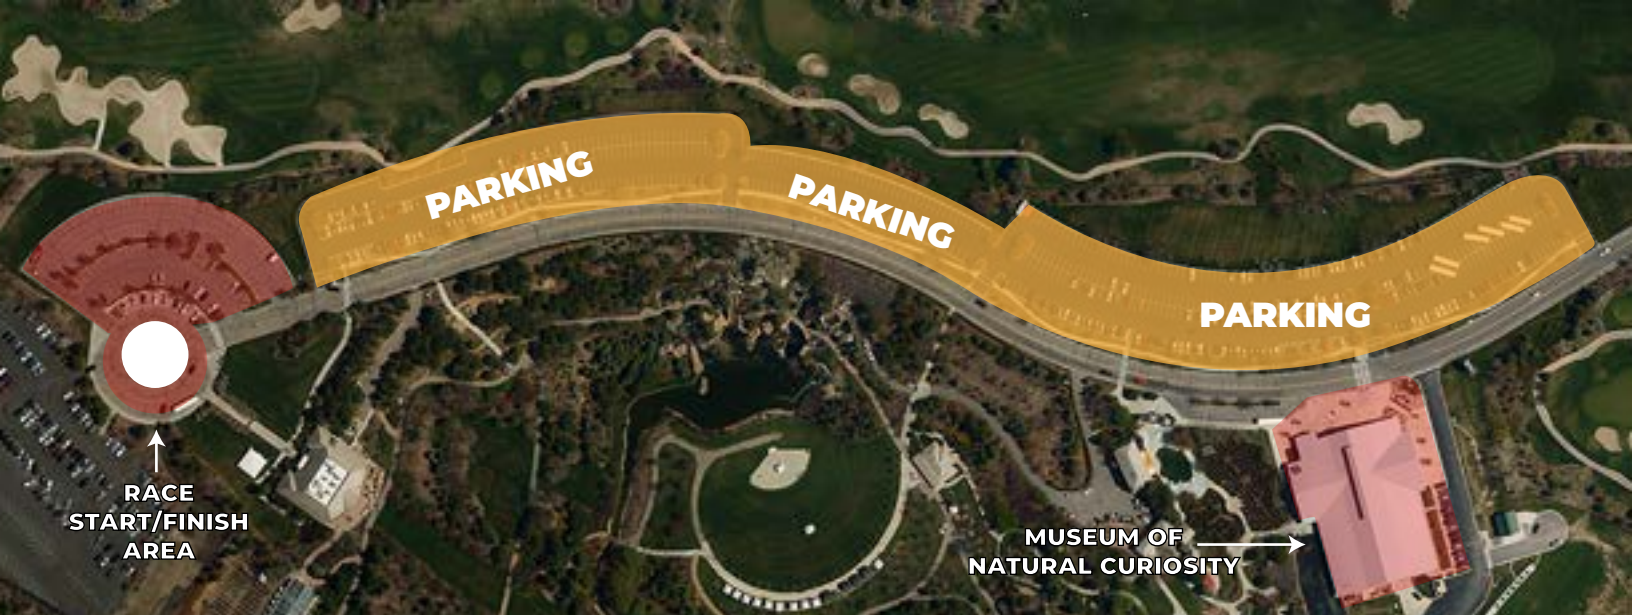 PARKING
PARKING
PARKING
RACE
START/FINISH
AREA
MUSEUM OF
NATURAL CURIOSITY